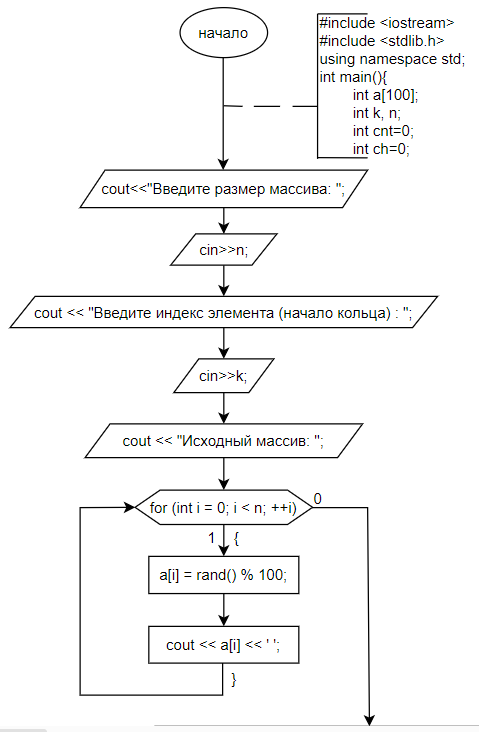 начало
#include <iostream>
#include <stdlib.h>
using namespace std;
int main(){
int a[100];
int k, n;
int cnt=0;
int ch=0;
cout<<"Введите размер массива: ";
cin>>n;
cout << "Введите индекс элемента (начало кольца) : ";
cin>>k;
cout << "Исходный массив: ";
for (int i = 0; i < n; ++i)
0
1 {
a[i] = rand() % 100;
cout << a[i] << ' ';
}